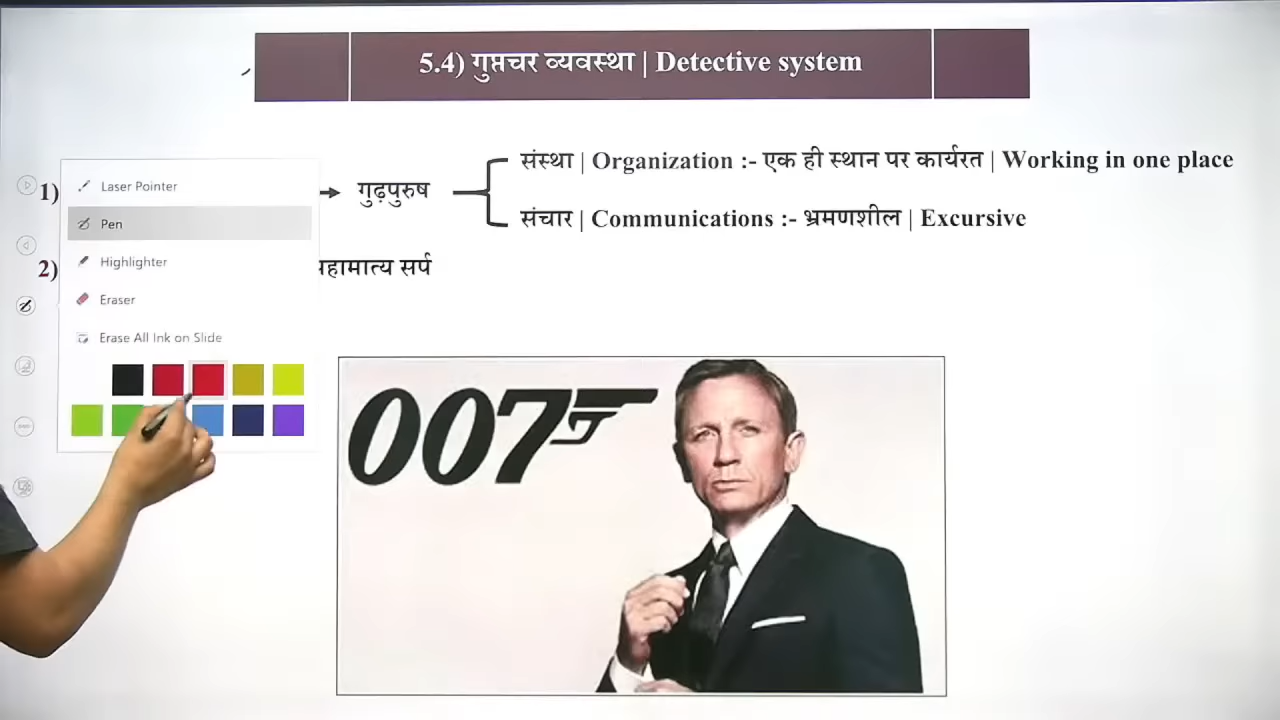 5.4) गुप्तचर व्यवस्था | Detective system
संस्था | Organization :- एक ही स्थान पर कार्यरत | Working in one place
1)
गुढ़पुरुष
संचार | Communications :- भ्रमणशील | Excursive
2)
महामात्य सर्प
Laser Pointer
Pen
Highlighter
Eraser
Erase All Ink on Slide
007